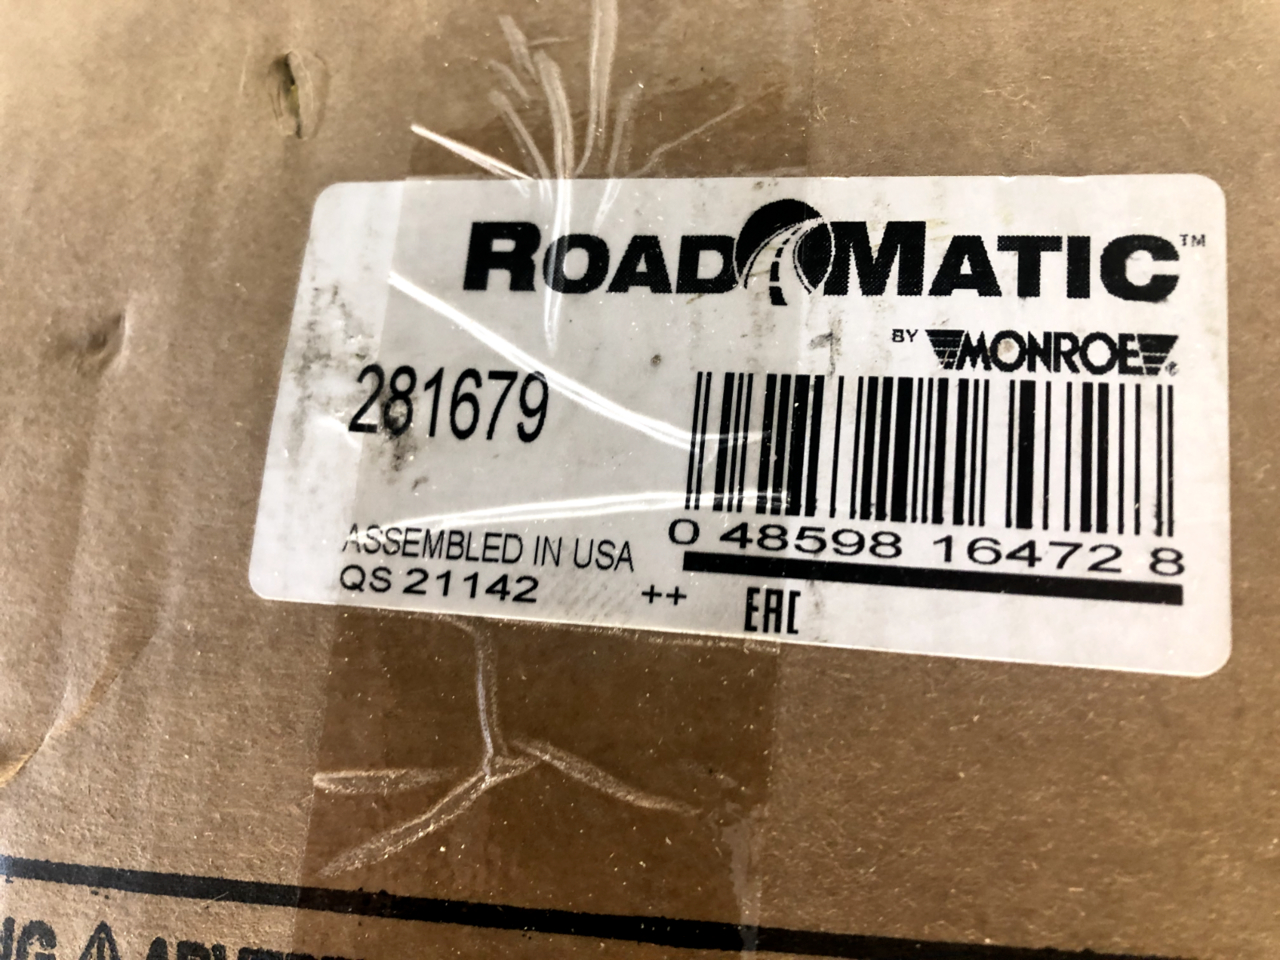 ROADMATIC™
BY MONROE®
281679
0 48598 16472 8
ASSEMBLED IN USA
QS 21142 ++ EAC